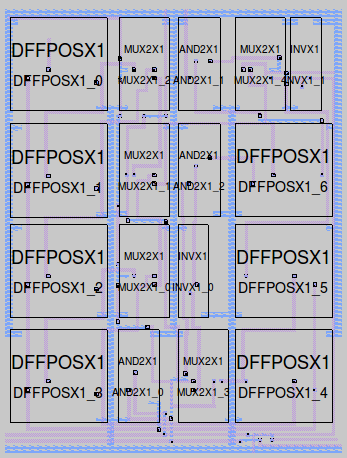 DFFPOSX1 MUX2X1 AND2X1 MUX2X1 INVX1
DFFPOSX1_0 MUX2X1_2 AND2X1_1 MUX2X1_4 INVX1_1
DFFPOSX1 MUX2X1 AND2X1 DFFPOSX1
MUX2X1_1 AND2X1_2 DFFPOSX1_6
DFFPOSX1 MUX2X1 INVX1 DFFPOSX1
DFFPOSX1_2 MUX2X1_0 INVX1_0 DFFPOSX1_5
DFFPOSX1 AND2X1 MUX2X1 DFFPOSX1
DFFPOSX1_3 AND2X1_0 MUX2X1_3 DFFPOSX1_4